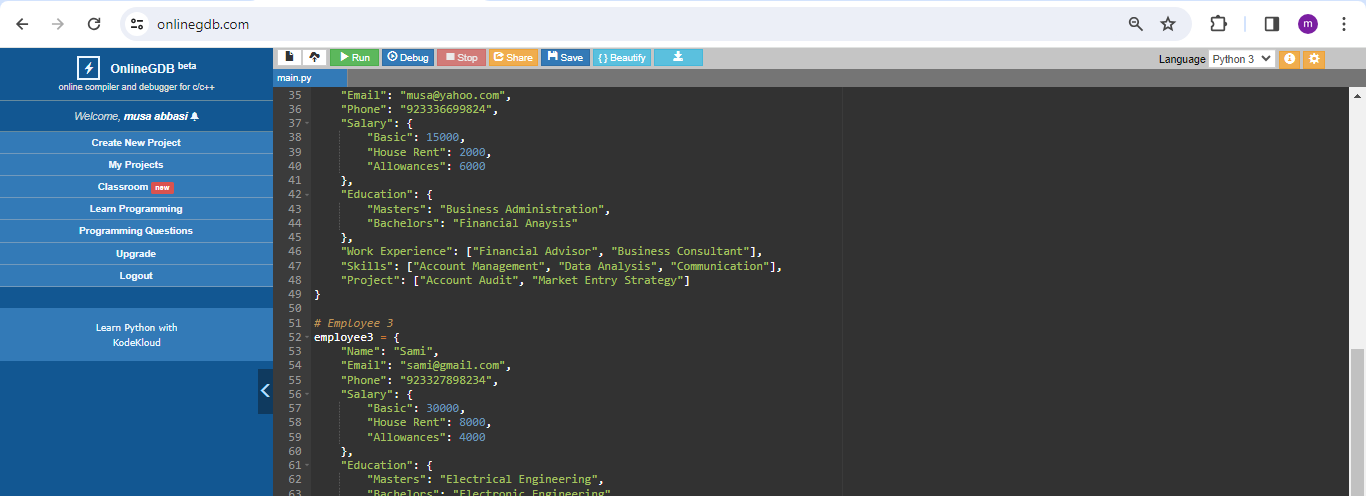 onlinegdb.com
m
OnlineGDB beta
online compiler and debugger for c/c++
Welcome, musa abbasi
Create New Project
My Projects
Classroom new
Learn Programming
Programming Questions
Upgrade
Logout
Learn Python with
KodeKloud
Run Debug Stop Share Save { } Beautify
Language Python 3
main.py
35 "Email": "musa@yahoo.com",
36 "Phone": "923336699824",
37 "Salary": {
38 "Basic": 15000,
39 "House Rent": 2000,
40 "Allowances": 6000
41 },
42 "Education": {
43 "Masters": "Business Administration",
44 "Bachelors": "Financial Anaysis"
45 },
46 "Work Experience": ["Financial Advisor", "Business Consultant"],
47 "Skills": ["Account Management", "Data Analysis", "Communication"],
48 "Project": ["Account Audit", "Market Entry Strategy"]
49 }
50
51 # Employee 3
52 employee3 = {
53 "Name": "Sami",
54 "Email": "sami@gmail.com",
55 "Phone": "923327898234",
56 "Salary": {
57 "Basic": 30000,
58 "House Rent": 8000,
59 "Allowances": 4000
60 },
61 "Education": {
62 "Masters": "Electrical Engineering",
63 "Bachelors": "Electronic Engineering"